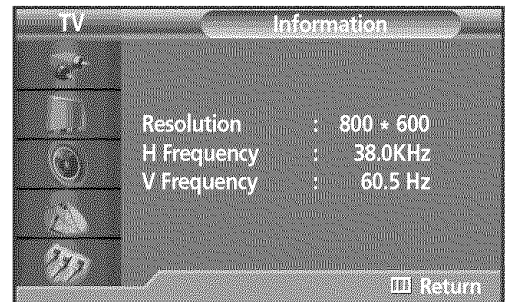 TV
Information
Resolution : 800 * 600
H Frequency : 38.0KHz
V Frequency : 60.5 Hz
Return